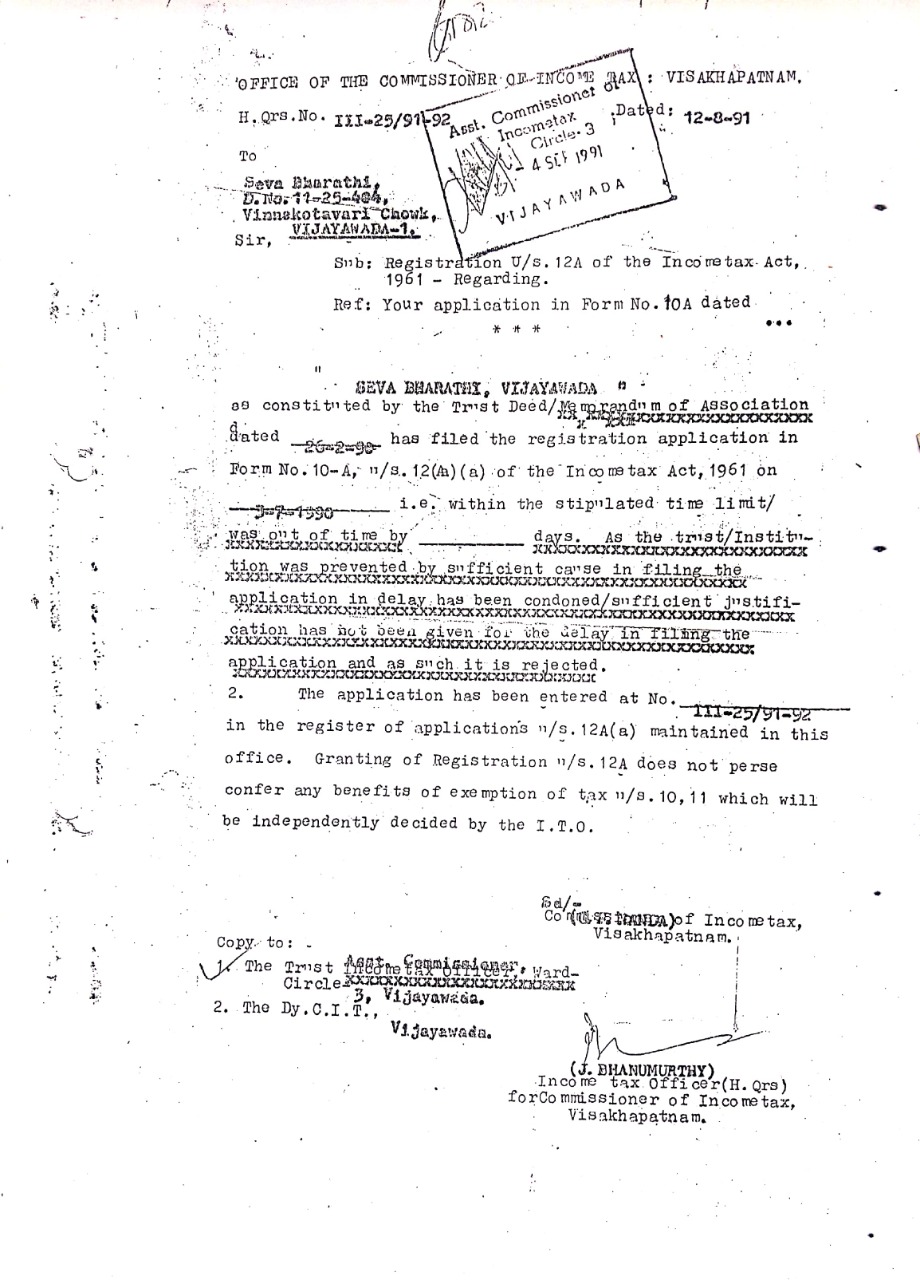 OFFICE OF THE COMMISSIONER OF INCOME TAX : VISAKHAPATNAM.
H.Qrs.No. III-25/91-92
Dated: 12-8-91
Asst. Commissioner of
Incometax
Circle-3
4 SEP 1991
VIJAYAWADA
To
Seva Bharathi,
D.No.11-25-404,
Vinnakotavari Chowk,
VIJAYAWADA-1.
Sir,
Sub: Registration U/s.12A of the Incometax Act,
1961 - Regarding.
Ref: Your application in Form No.10A dated
...
* * *
" SEVA BHARATHI, VIJAYAWADA "
as constituted by the Trust Deed/Memorandum of Association
dated 26-2-90 has filed the registration application in
Form No.10-A, u/s.12(A)(a) of the Incometax Act,1961 on
3-7-1990 i.e. within the stipulated time limit/
was out of time by ________ days. As the trust/Institu-
tion was prevented by sufficient cause in filing the
application in delay has been condoned/sufficient justifi-
cation has not been given for the delay in filing the
application and as such it is rejected.
2. The application has been entered at No. III-25/91-92
in the register of applications u/s.12A(a) maintained in this
office. Granting of Registration u/s.12A does not perse
confer any benefits of exemption of tax u/s.10,11 which will
be independently decided by the I.T.O.
Sd/-
Commissioner of Incometax,
Visakhapatnam.
Copy to: -
1. The Trust Incometax Officer, Ward-
Asst. Commissioner,
Circle
3, Vijayawada.
2. The Dy.C.I.T.,
Vijayawada.
(J. BHANUMURTHY)
Income tax Officer(H.Qrs)
forCommissioner of Incometax,
Visakhapatnam.